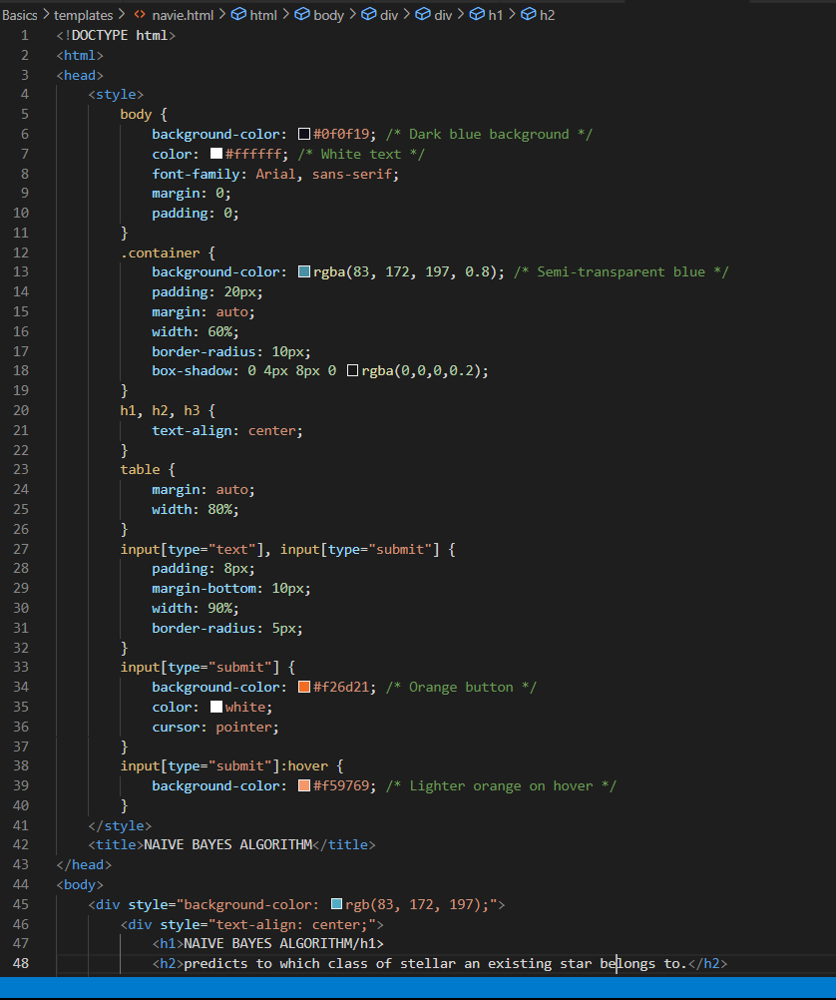 Basics > templates > <> navie.html > html > body > div > div > h1 > h2
1 <!DOCTYPE html>
2 <html>
3 <head>
4 <style>
5 body {
6 background-color: #0f0f19; /* Dark blue background */
7 color: #ffffff; /* White text */
8 font-family: Arial, sans-serif;
9 margin: 0;
10 padding: 0;
11 }
12 .container {
13 background-color: rgba(83, 172, 197, 0.8); /* Semi-transparent blue */
14 padding: 20px;
15 margin: auto;
16 width: 60%;
17 border-radius: 10px;
18 box-shadow: 0 4px 8px 0 rgba(0,0,0,0.2);
19 }
20 h1, h2, h3 {
21 text-align: center;
22 }
23 table {
24 margin: auto;
25 width: 80%;
26 }
27 input[type="text"], input[type="submit"] {
28 padding: 8px;
29 margin-bottom: 10px;
30 width: 90%;
31 border-radius: 5px;
32 }
33 input[type="submit"] {
34 background-color: #f26d21; /* Orange button */
35 color: white;
36 cursor: pointer;
37 }
38 input[type="submit"]:hover {
39 background-color: #f59769; /* Lighter orange on hover */
40 }
41 </style>
42 <title>NAIVE BAYES ALGORITHM</title>
43 </head>
44 <body>
45 <div style="background-color: rgb(83, 172, 197);">
46 <div style="text-align: center;">
47 <h1>NAIVE BAYES ALGORITHM/h1>
48 <h2>predicts to which class of stellar an existing star belongs to.</h2>